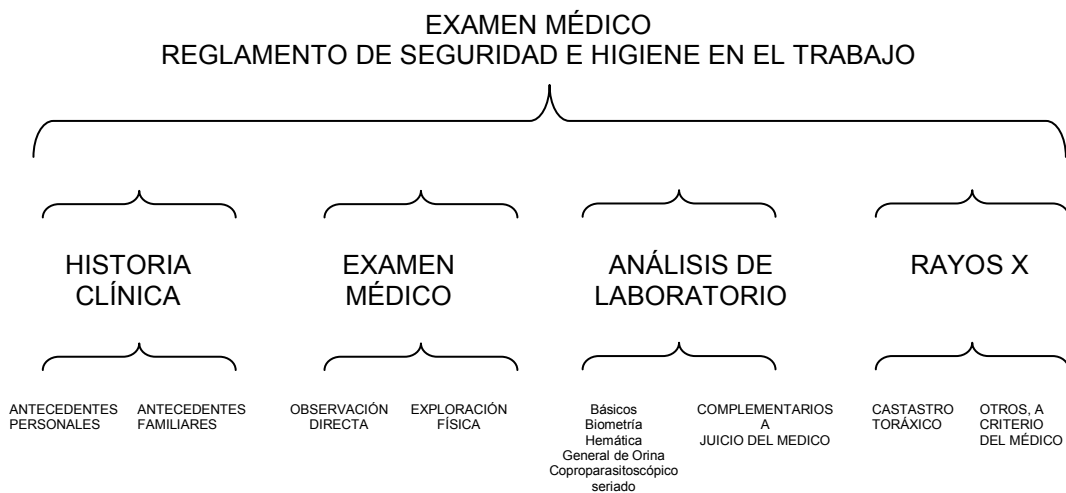 EXAMEN MÉDICO
REGLAMENTO DE SEGURIDAD E HIGIENE EN EL TRABAJO
HISTORIA
CLÍNICA
EXAMEN
MÉDICO
ANÁLISIS DE
LABORATORIO
RAYOS X
ANTECEDENTES
PERSONALES
ANTECEDENTES
FAMILIARES
OBSERVACIÓN
DIRECTA
EXPLORACIÓN
FÍSICA
Básicos
Biometría
Hemática
General de Orina
Coproparasitoscópico
seriado
COMPLEMENTARIOS
A
JUICIO DEL MEDICO
CASTASTRO
TORÁXICO
OTROS, A
CRITERIO
DEL MÉDICO